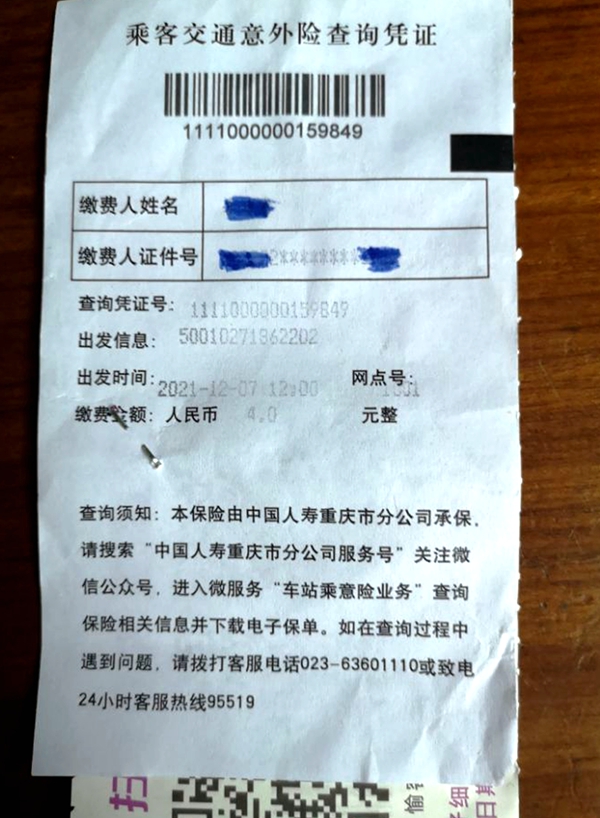 乘客交通意外险查询凭证
1111000000159849
缴费人姓名
缴费人证件号 2********
查询凭证号: 1111000000159849
出发信息: 50010271862202
出发时间: 2021-12-07 12:00 网点号:
缴费金额: 人民币 4.0 元整
查询须知: 本保险由中国人寿重庆市分公司承保,
请搜索“中国人寿重庆市分公司服务号”关注微
信公众号, 进入微服务“车站乘意险业务”查询
保险相关信息并下载电子保单。如在查询过程中
遇到问题, 请拨打客服电话023-63601110或致电
24小时客服热线95519
扫
愉
细
日期